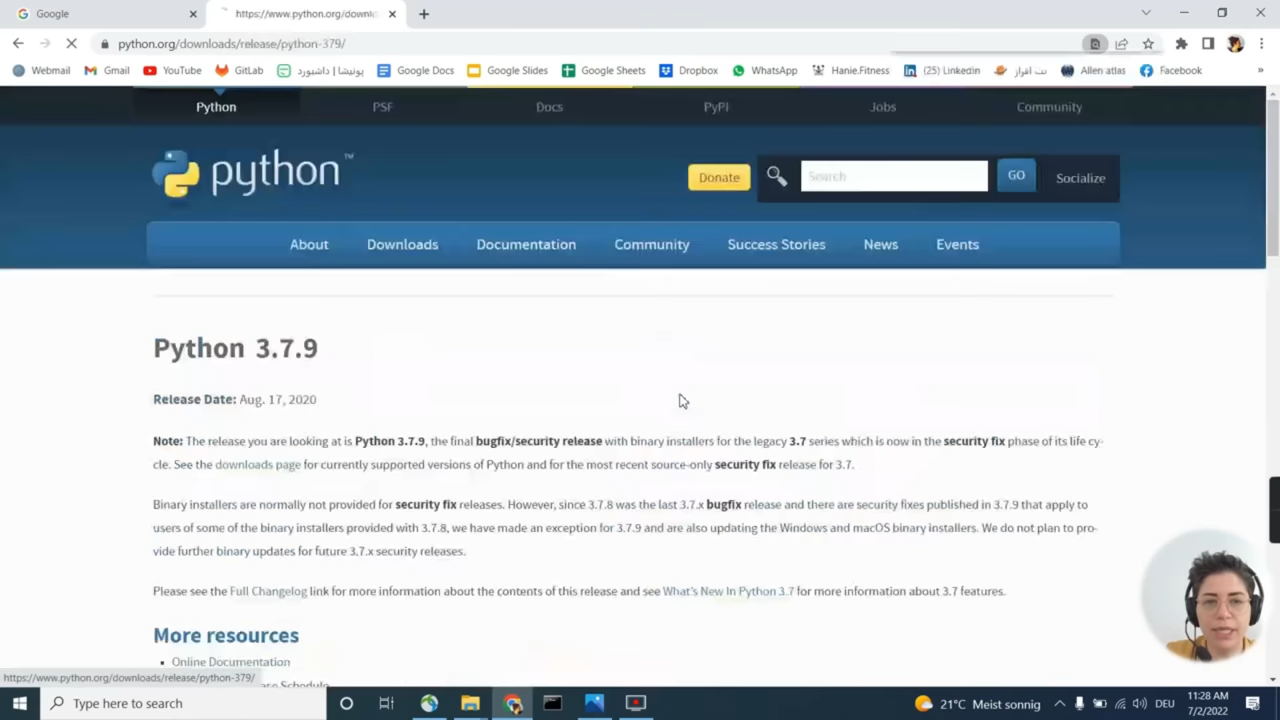 Google
https://www.python.org/downl
python.org/downloads/release/python-379/
Webmail
Gmail
YouTube
GitLab
پونیشا | داشبورد
Google Docs
Google Slides
Google Sheets
Dropbox
WhatsApp
Hanie.Fitness
(25) LinkedIn
نت افراز
Allen atlas
Facebook
»
Python
PSF
Docs
PyPI
Jobs
Community
python™
Donate
Search
GO
Socialize
About
Downloads
Documentation
Community
Success Stories
News
Events
Python 3.7.9
Release Date: Aug. 17, 2020
Note: The release you are looking at is Python 3.7.9, the final bugfix/security release with binary installers for the legacy 3.7 series which is now in the security fix phase of its life cy-
cle. See the downloads page for currently supported versions of Python and for the most recent source-only security fix release for 3.7.
Binary installers are normally not provided for security fix releases. However, since 3.7.8 was the last 3.7.x bugfix release and there are security fixes published in 3.7.9 that apply to
users of some of the binary installers provided with 3.7.8, we have made an exception for 3.7.9 and are also updating the Windows and macOS binary installers. We do not plan to pro-
vide further binary updates for future 3.7.x security releases.
Please see the Full Changelog link for more information about the contents of this release and see What's New In Python 3.7 for more information about 3.7 features.
More resources
Online Documentation
https://www.python.org/downloads/release/python-379/
Schedule
Type here to search
21°C Meist sonnig
DEU
11:28 AM
7/2/2022